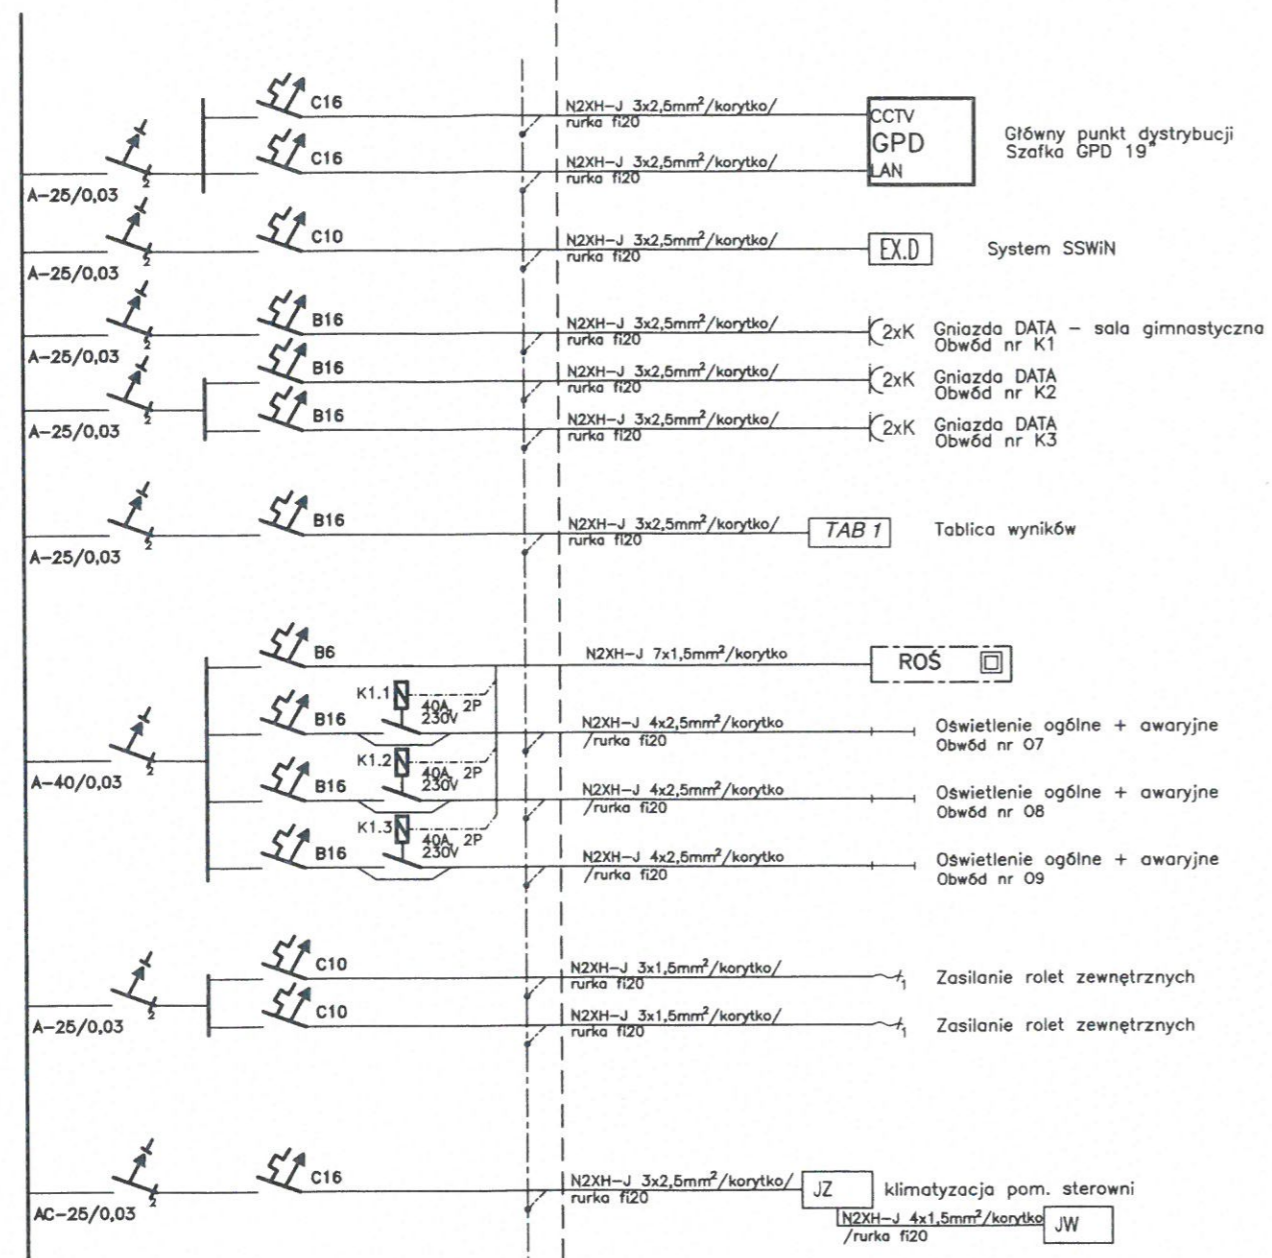 C16
N2XH-J 3x2,5mm²/korytko/
rurka fi20
CCTV
GPD
LAN
Główny punkt dystrybucji
Szafka GPD 19"
C16
N2XH-J 3x2,5mm²/korytko/
rurka fi20
2
A-25/0,03
C10
N2XH-J 3x2,5mm²/korytko/
rurka fi20
EX.D
System SSWiN
2
A-25/0,03
B16
N2XH-J 3x2,5mm²/korytko/
rurka fi20
2xK
Gniazda DATA - sala gimnastyczna
Obwód nr K1
2
A-25/0,03
B16
N2XH-J 3x2,5mm²/korytko/
rurka fi20
2xK
Gniazda DATA
Obwód nr K2
B16
N2XH-J 3x2,5mm²/korytko/
rurka fi20
2xK
Gniazda DATA
Obwód nr K3
2
A-25/0,03
B16
N2XH-J 3x2,5mm²/korytko/
rurka fi20
TAB 1
Tablica wyników
2
A-25/0,03
B6
N2XH-J 7x1,5mm²/korytko
ROŚ
K1.1
40A, 2P
230V
B16
N2XH-J 4x2,5mm²/korytko
/rurka fi20
Oświetlenie ogólne + awaryjne
Obwód nr O7
2
A-40/0,03
K1.2
40A, 2P
230V
B16
N2XH-J 4x2,5mm²/korytko
/rurka fi20
Oświetlenie ogólne + awaryjne
Obwód nr O8
K1.3
40A, 2P
230V
B16
N2XH-J 4x2,5mm²/korytko
/rurka fi20
Oświetlenie ogólne + awaryjne
Obwód nr O9
C10
N2XH-J 3x1,5mm²/korytko/
rurka fi20
1
Zasilanie rolet zewnętrznych
2
A-25/0,03
C10
N2XH-J 3x1,5mm²/korytko/
rurka fi20
1
Zasilanie rolet zewnętrznych
C16
N2XH-J 3x2,5mm²/korytko/
rurka fi20
JZ
klimatyzacja pom. sterowni
2
AC-25/0,03
N2XH-J 4x1,5mm²/korytko
/rurka fi20
JW